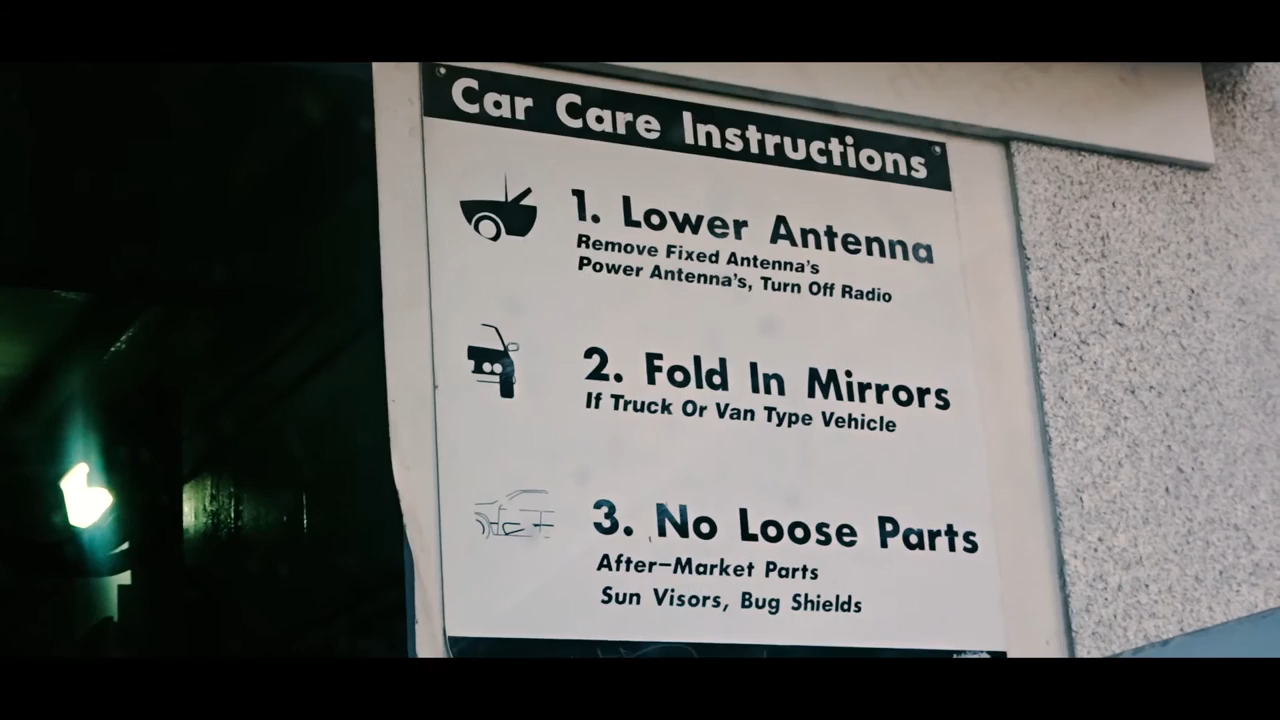 Car Care Instructions
1. Lower Antenna
Remove Fixed Antenna's
Power Antenna's, Turn Off Radio
2. Fold In Mirrors
If Truck Or Van Type Vehicle
3. No Loose Parts
After-Market Parts
Sun Visors, Bug Shields